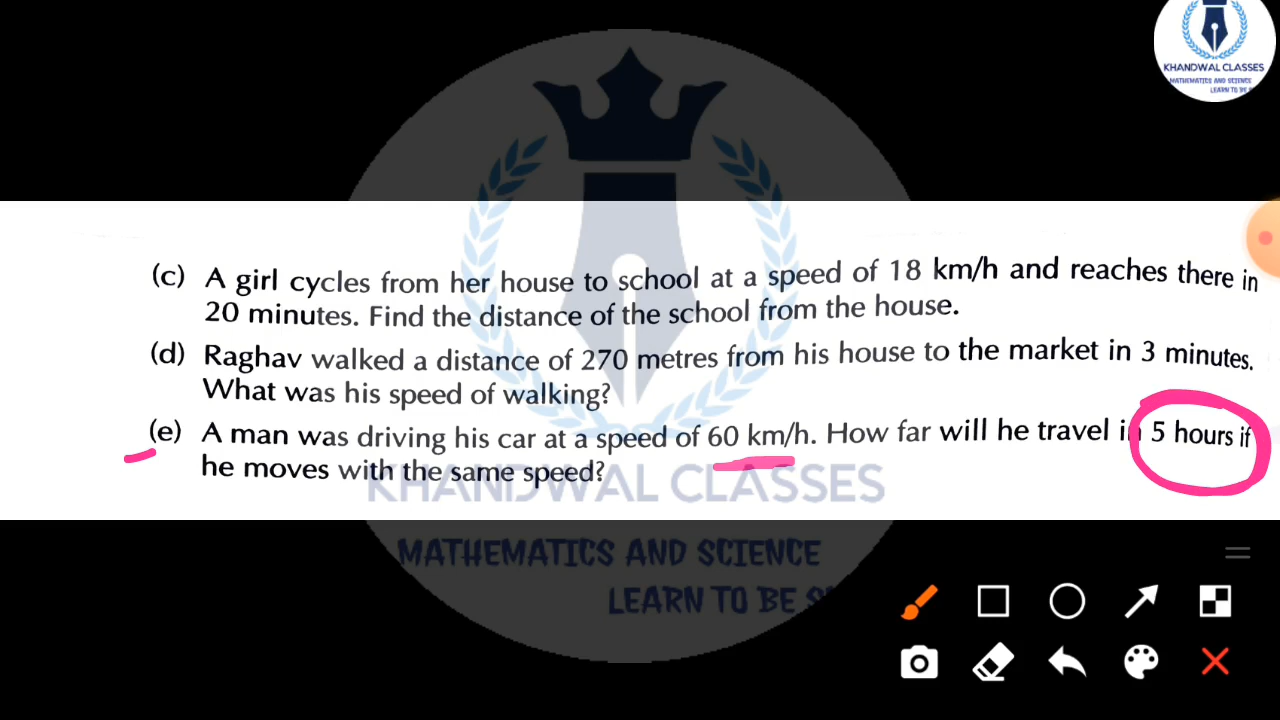 KHANDWAL CLASSES
MATHEMATICS AND SCIENCE
LEARN TO BE
(c) A girl cycles from her house to school at a speed of 18 km/h and reaches there in
20 minutes. Find the distance of the school from the house.
(d) Raghav walked a distance of 270 metres from his house to the market in 3 minutes.
What was his speed of walking?
(e) A man was driving his car at a speed of 60 km/h. How far will he travel in 5 hours if
he moves with the same speed?
KHANDWAL CLASSES
MATHEMATICS AND SCIENCE
LEARN TO BE